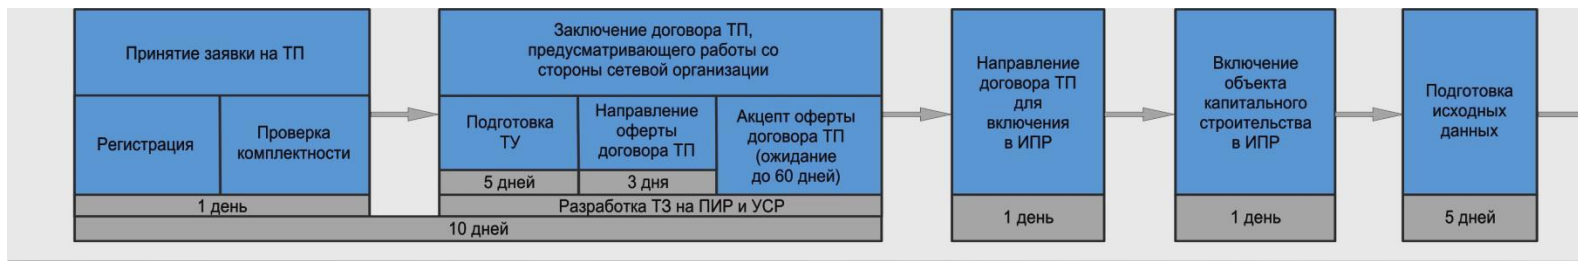 Принятие заявки на ТП
Регистрация
Проверка
комплектности
1 день
Заключение договора ТП,
предусматривающего работы со
стороны сетевой организации
Подготовка
ТУ
5 дней
Направление
оферты
договора ТП
3 дня
Акцепт оферты
договора ТП
(ожидание
до 60 дней)
Разработка ТЗ на ПИР и УСР
10 дней
Направление
договора ТП
для
включения
в ИПР
1 день
Включение
объекта
капитального
строительства
в ИПР
1 день
Подготовка
исходных
данных
5 дней